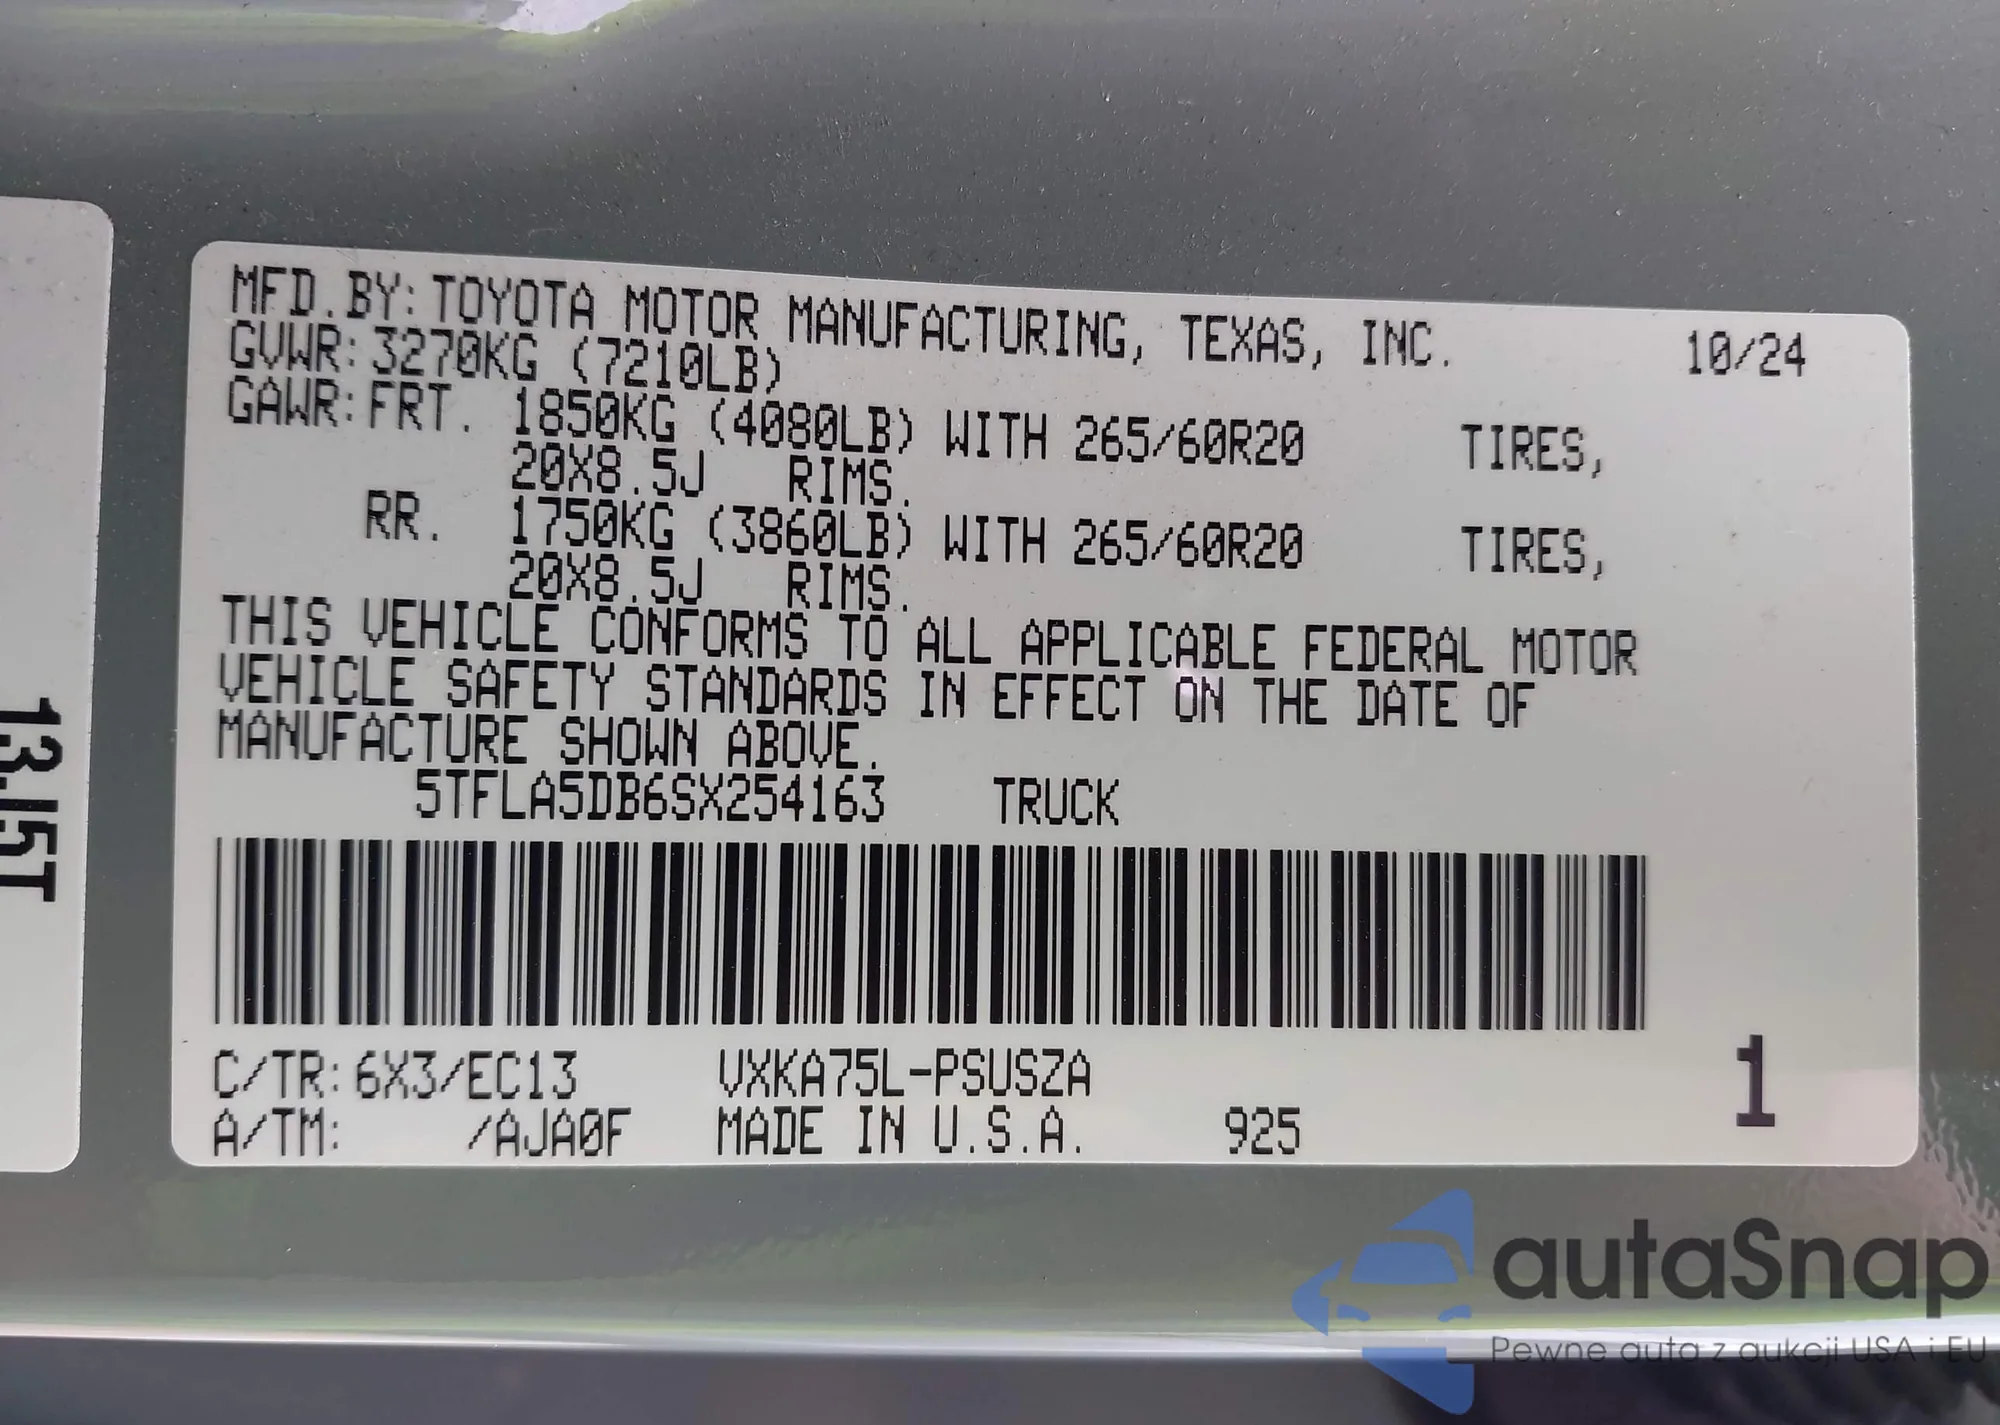 MFD.BY: TOYOTA MOTOR MANUFACTURING, TEXAS, INC. 10/24
GVWR: 3270KG (7210LB)
GAWR: FRT. 1850KG (4080LB) WITH 265/60R20 TIRES,
20X8.5J RIMS.
RR. 1750KG (3860LB) WITH 265/60R20 TIRES,
20X8.5J RIMS.
THIS VEHICLE CONFORMS TO ALL APPLICABLE FEDERAL MOTOR
VEHICLE SAFETY STANDARDS IN EFFECT ON THE DATE OF
MANUFACTURE SHOWN ABOVE.
5TFLA5DB6SX254163 TRUCK
C/TR: 6X3/EC13 VXKA75L-PSUSZA
A/TM: /AJA0F MADE IN U.S.A. 925
1
13J5T
autaSnap
Pewne auta z aukcji USA i EU